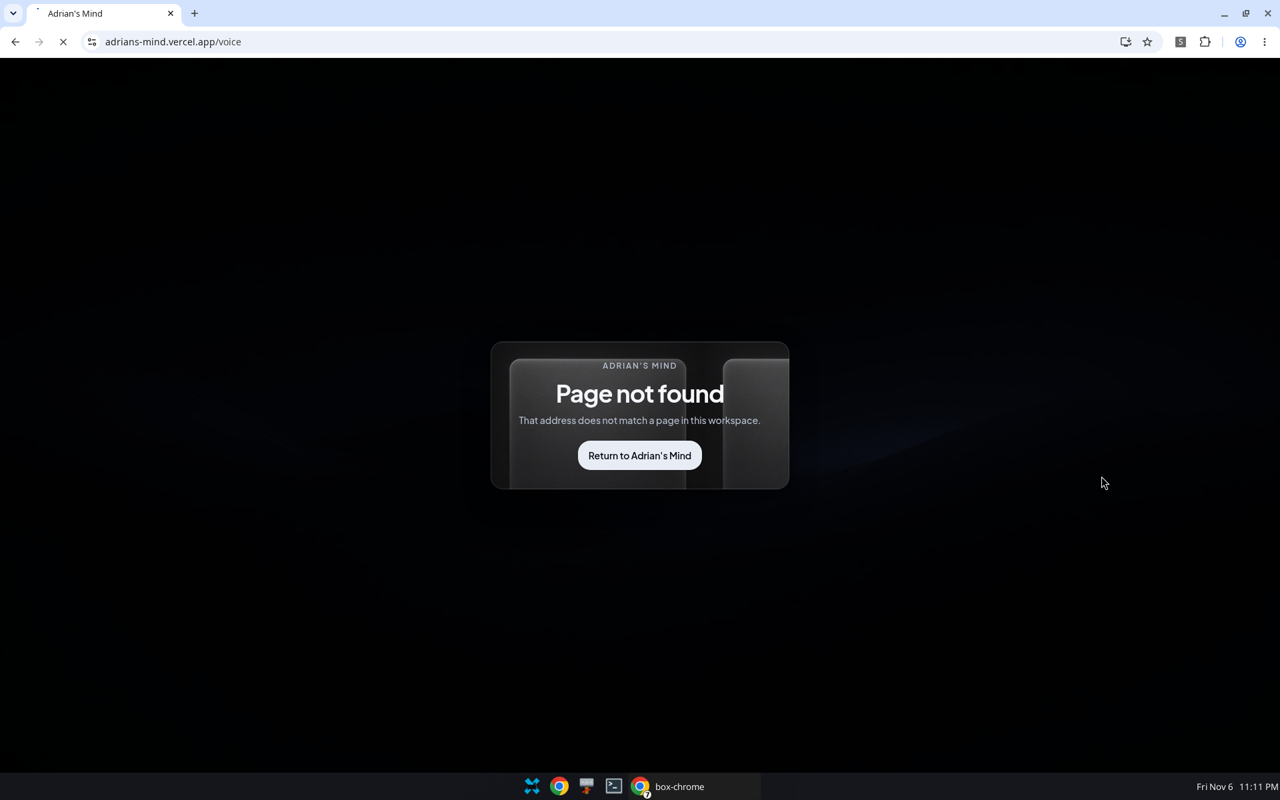 Adrian's Mind
adrians-mind.vercel.app/voice
S
ADRIAN'S MIND
Page not found
That address does not match a page in this workspace.
Return to Adrian's Mind
7
box-chrome
Fri Nov 6 11:11 PM